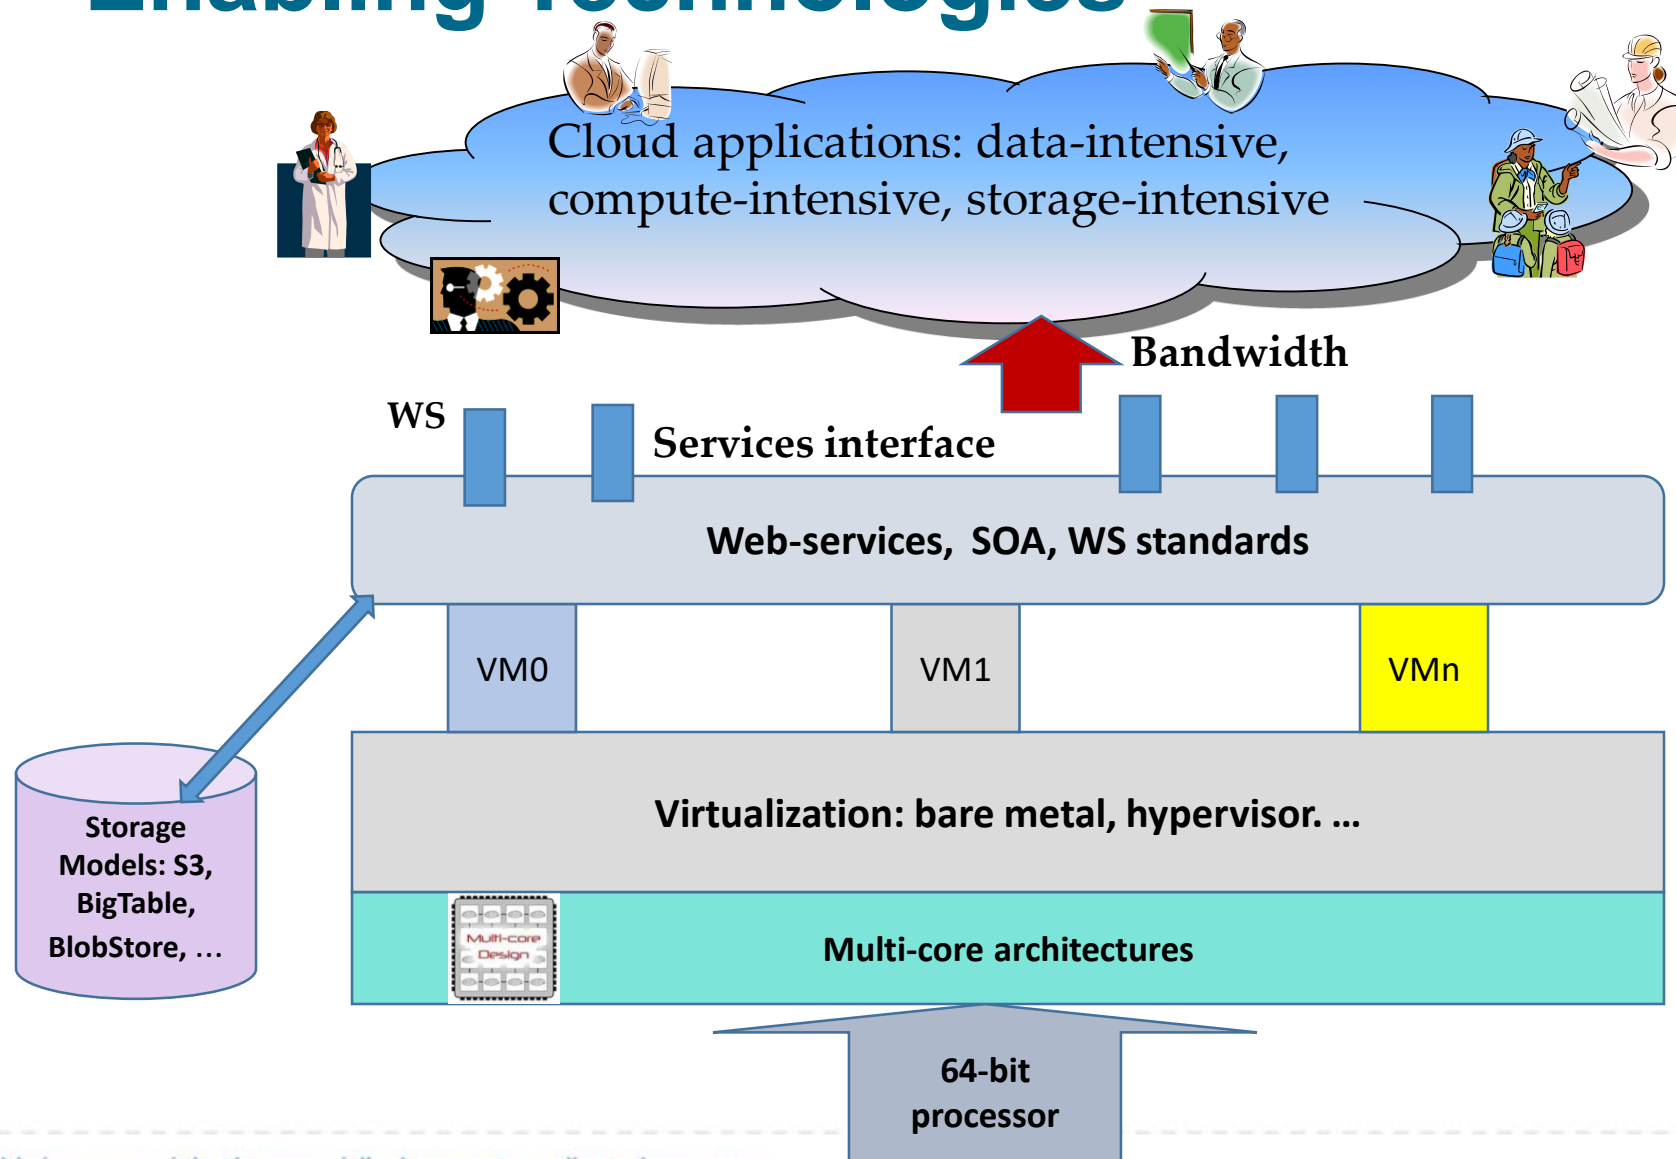 Enabling Technologies
Cloud applications: data-intensive,
compute-intensive, storage-intensive
Bandwidth
WS
Services interface
Web-services, SOA, WS standards
VM0
VM1
VMn
Storage
Models: S3,
BigTable,
BlobStore, ...
Virtualization: bare metal, hypervisor. ...
Multi-core
Design
Multi-core architectures
64-bit
processor